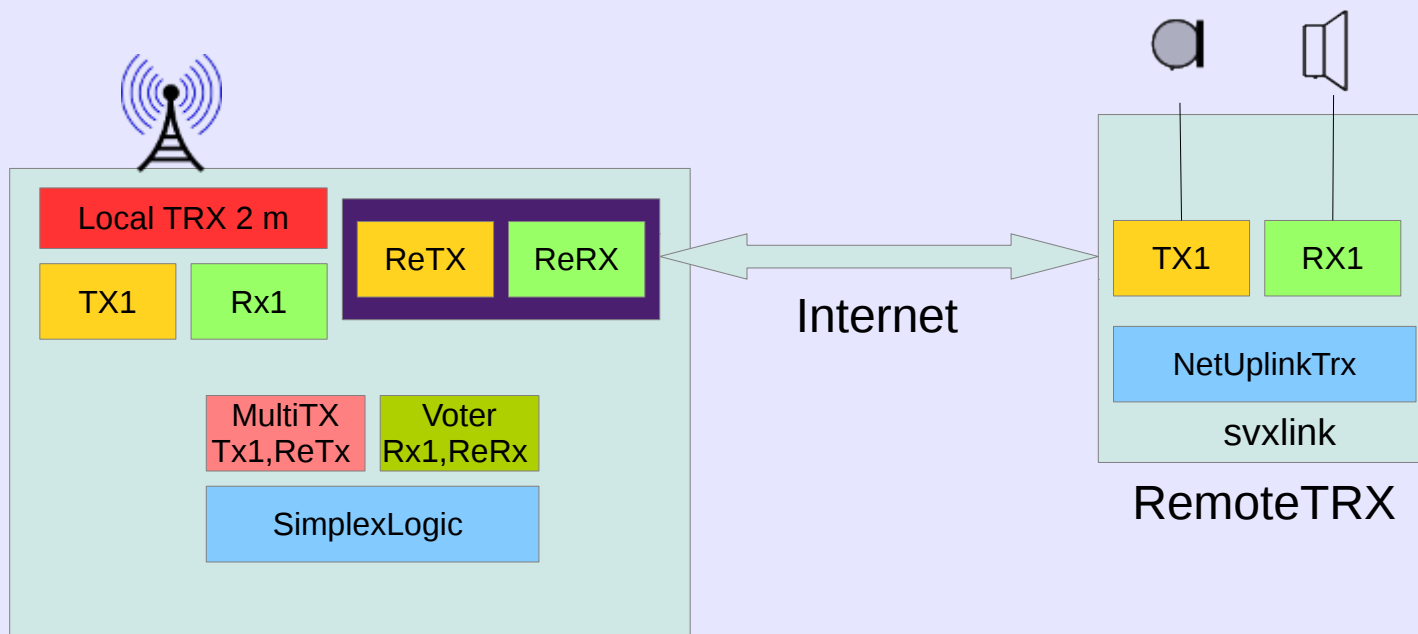 Local TRX 2 m
TX1
Rx1
ReTX
ReRX
MultiTX
Tx1,ReTx
Voter
Rx1,ReRx
SimplexLogic
Internet
TX1
RX1
NetUplinkTrx
svxlink
RemoteTRX